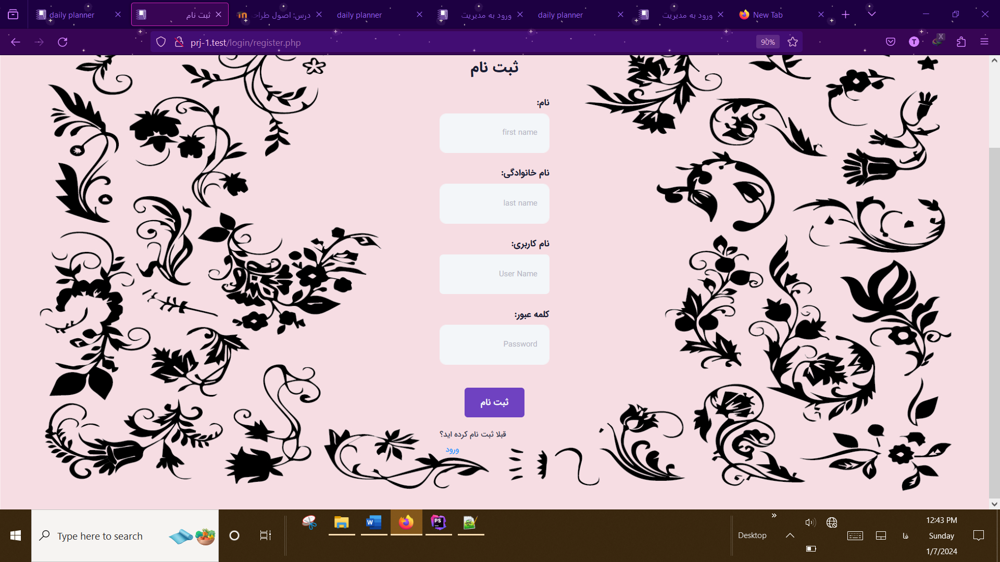 daily planner
ثبت نام
درس: اصول طراحی
daily planner
ورود به مدیریت
daily planner
ورود به مدیریت
New Tab
prj-1.test/login/register.php
90%
T
X
ثبت نام
نام:
first name
نام خانوادگی:
last name
نام کاربری:
User Name
کلمه عبور:
Password
ثبت نام
قبلا ثبت نام کرده اید؟
ورود
Type here to search
W
PS
Desktop
فا
12:43 PM
Sunday
1/7/2024